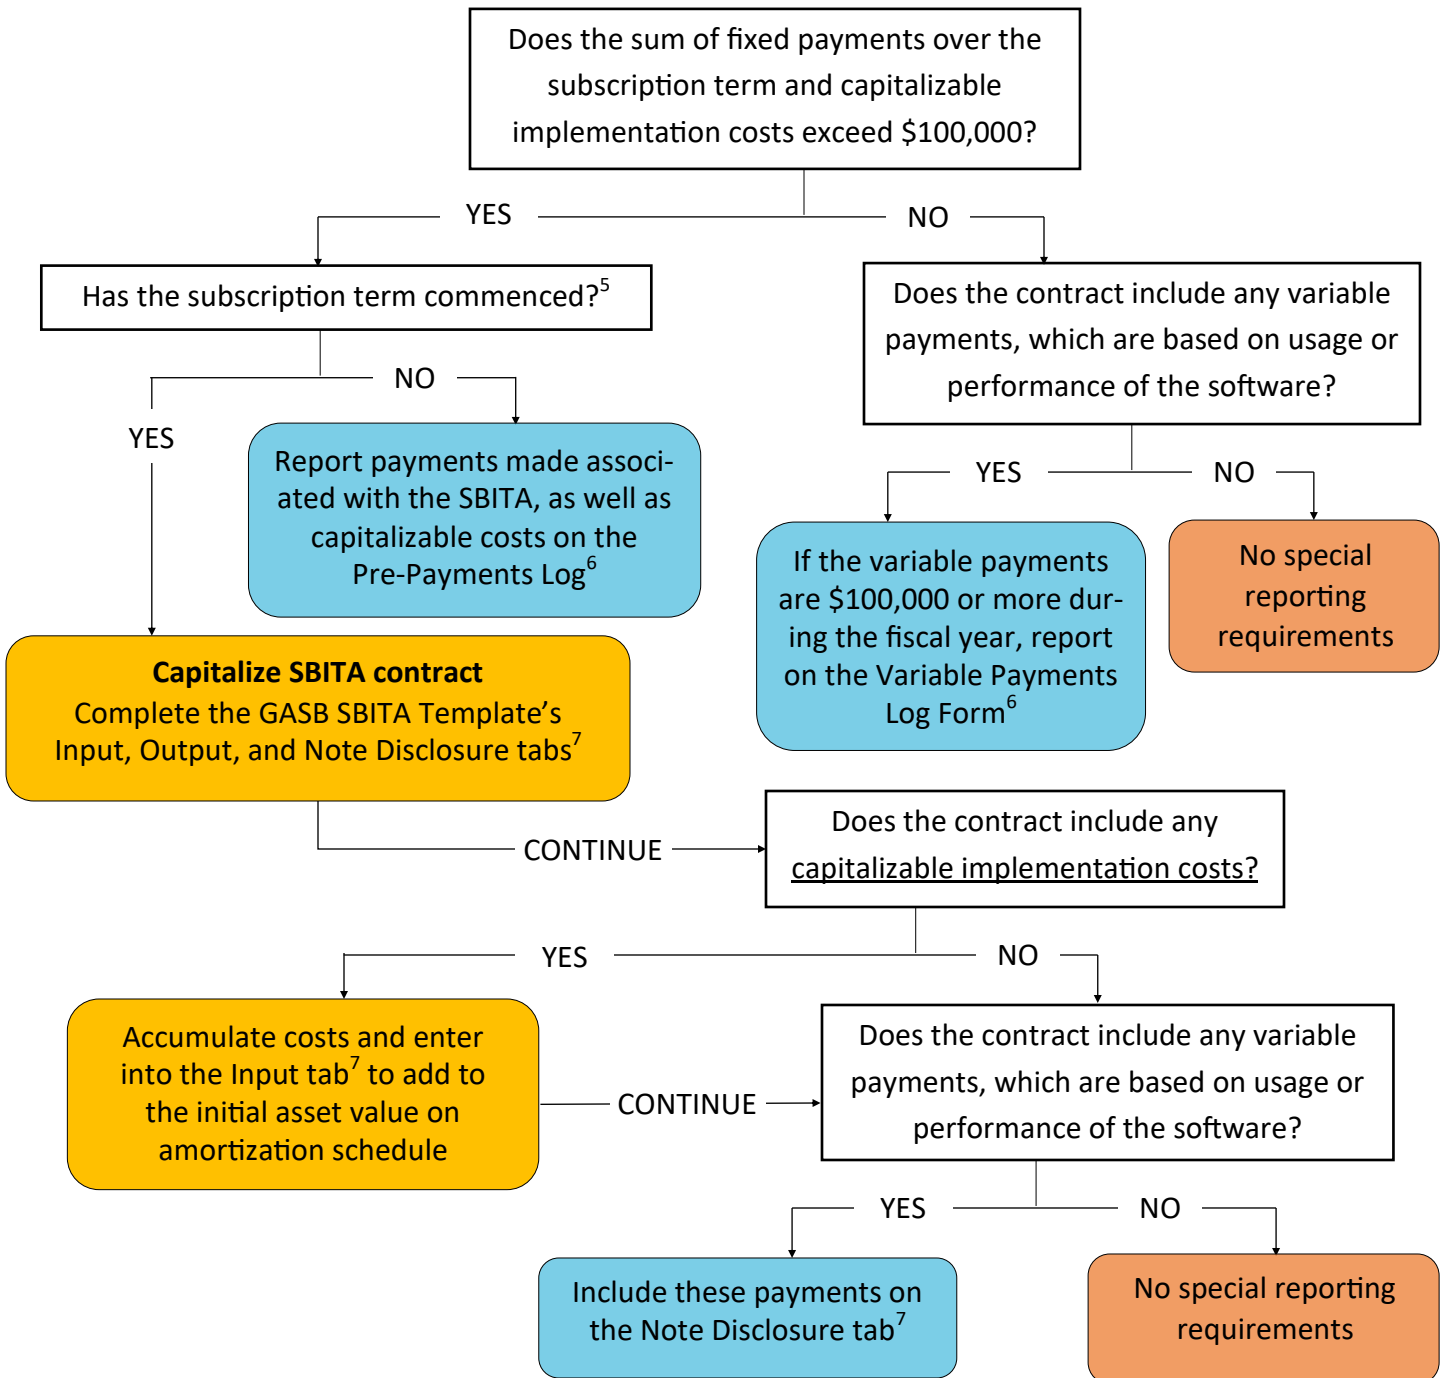 Does the sum of fixed payments over the
subscription term and capitalizable
implementation costs exceed $100,000?
YES
NO
Has the subscription term commenced?⁵
Does the contract include any variable
payments, which are based on usage or
performance of the software?
NO
YES
Report payments made associ-
ated with the SBITA, as well as
capitalizable costs on the
Pre-Payments Log⁶
YES
NO
If the variable payments
are $100,000 or more dur-
ing the fiscal year, report
on the Variable Payments
Log Form⁶
No special
reporting
requirements
Capitalize SBITA contract
Complete the GASB SBITA Template’s
Input, Output, and Note Disclosure tabs⁷
CONTINUE
Does the contract include any
capitalizable implementation costs?
YES
NO
Accumulate costs and enter
into the Input tab⁷ to add to
the initial asset value on
amortization schedule
CONTINUE
Does the contract include any variable
payments, which are based on usage or
performance of the software?
YES
NO
Include these payments on
the Note Disclosure tab⁷
No special reporting
requirements